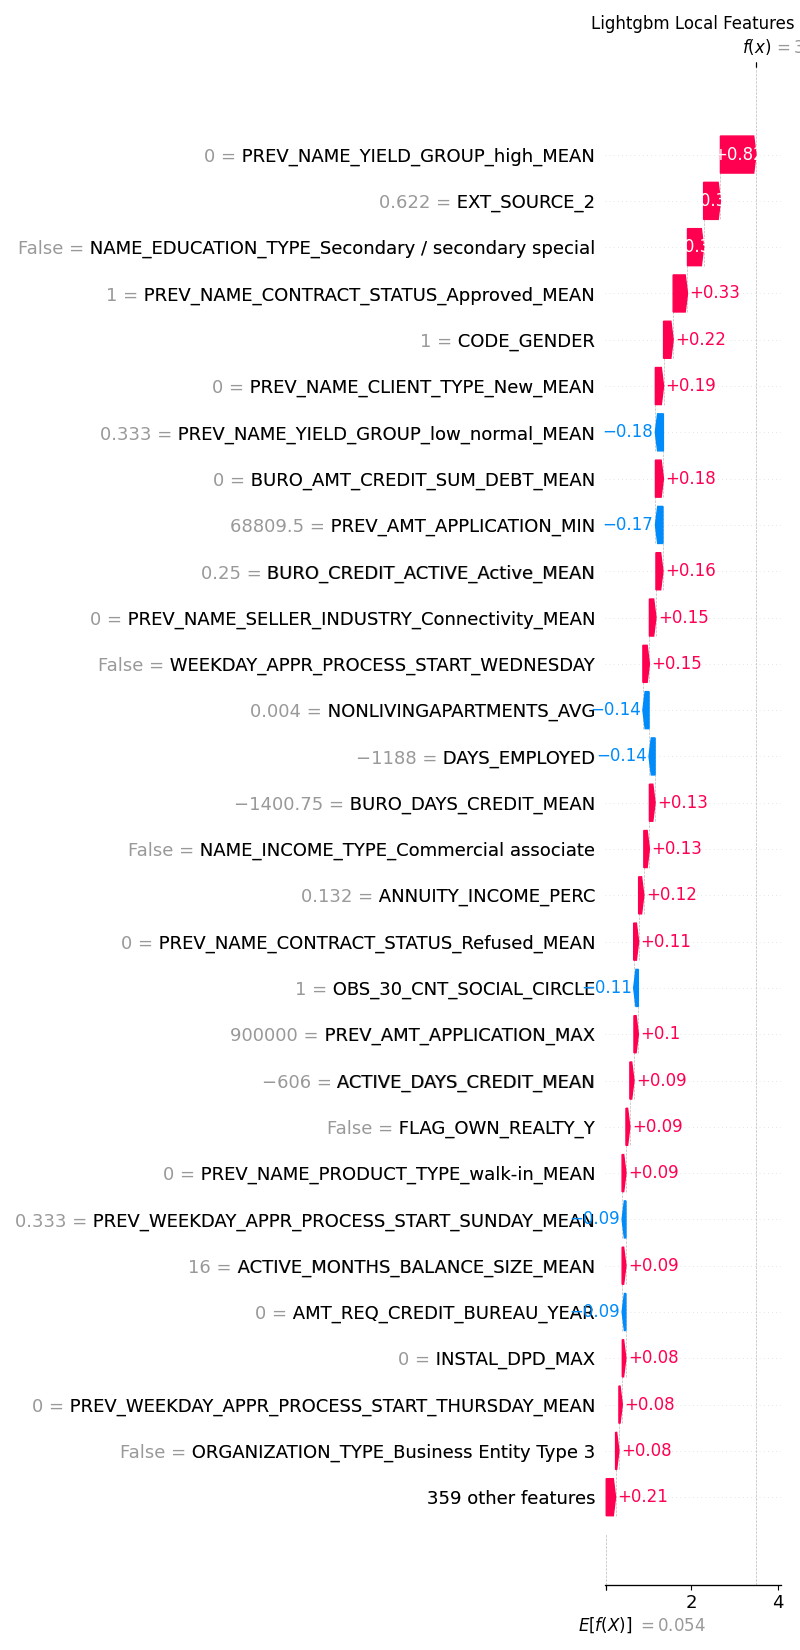 Lightgbm Local Features
f(x) = 3
0 = PREV_NAME_YIELD_GROUP_high_MEAN +0.82
0.622 = EXT_SOURCE_2 0.3
False = NAME_EDUCATION_TYPE_Secondary / secondary special 0.3
1 = PREV_NAME_CONTRACT_STATUS_Approved_MEAN +0.33
1 = CODE_GENDER +0.22
0 = PREV_NAME_CLIENT_TYPE_New_MEAN +0.19
0.333 = PREV_NAME_YIELD_GROUP_low_normal_MEAN −0.18
0 = BURO_AMT_CREDIT_SUM_DEBT_MEAN +0.18
68809.5 = PREV_AMT_APPLICATION_MIN −0.17
0.25 = BURO_CREDIT_ACTIVE_Active_MEAN +0.16
0 = PREV_NAME_SELLER_INDUSTRY_Connectivity_MEAN +0.15
False = WEEKDAY_APPR_PROCESS_START_WEDNESDAY +0.15
0.004 = NONLIVINGAPARTMENTS_AVG −0.14
−1188 = DAYS_EMPLOYED −0.14
−1400.75 = BURO_DAYS_CREDIT_MEAN +0.13
False = NAME_INCOME_TYPE_Commercial associate +0.13
0.132 = ANNUITY_INCOME_PERC +0.12
0 = PREV_NAME_CONTRACT_STATUS_Refused_MEAN +0.11
1 = OBS_30_CNT_SOCIAL_CIRCLE −0.11
900000 = PREV_AMT_APPLICATION_MAX +0.1
−606 = ACTIVE_DAYS_CREDIT_MEAN +0.09
False = FLAG_OWN_REALTY_Y +0.09
0 = PREV_NAME_PRODUCT_TYPE_walk-in_MEAN +0.09
0.333 = PREV_WEEKDAY_APPR_PROCESS_START_SUNDAY_MEAN −0.09
16 = ACTIVE_MONTHS_BALANCE_SIZE_MEAN +0.09
0 = AMT_REQ_CREDIT_BUREAU_YEAR −0.09
0 = INSTAL_DPD_MAX +0.08
0 = PREV_WEEKDAY_APPR_PROCESS_START_THURSDAY_MEAN +0.08
False = ORGANIZATION_TYPE_Business Entity Type 3 +0.08
359 other features +0.21
2 4
E[f(X)] = 0.054